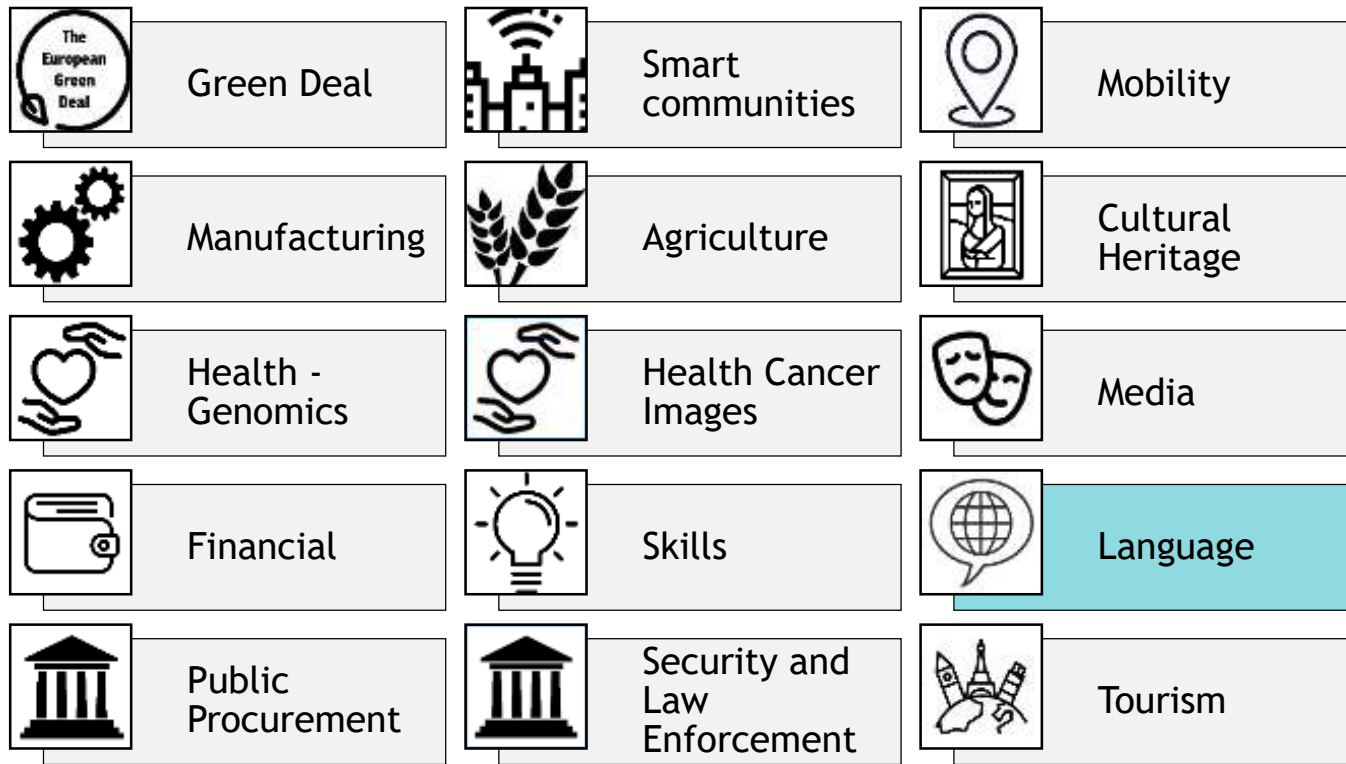 The
European
Green
Deal
Green Deal
Smart
communities
Mobility
Manufacturing
Agriculture
Cultural
Heritage
Health -
Genomics
Health Cancer
Images
Media
Financial
Skills
Language
Public
Procurement
Security and
Law
Enforcement
Tourism